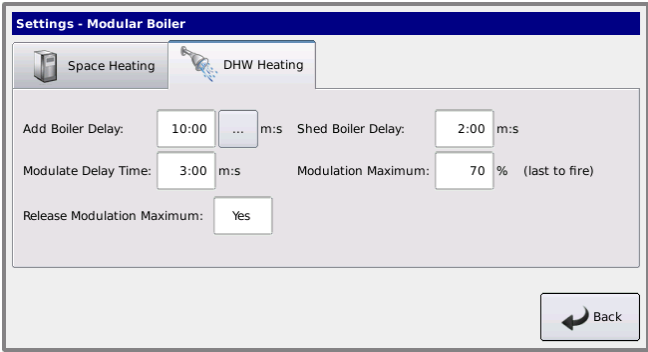 Settings - Modular Boiler
Space Heating
DHW Heating
Add Boiler Delay: 10:00 ... m:s Shed Boiler Delay: 2:00 m:s
Modulate Delay Time: 3:00 m:s Modulation Maximum: 70 % (last to fire)
Release Modulation Maximum: Yes
Back